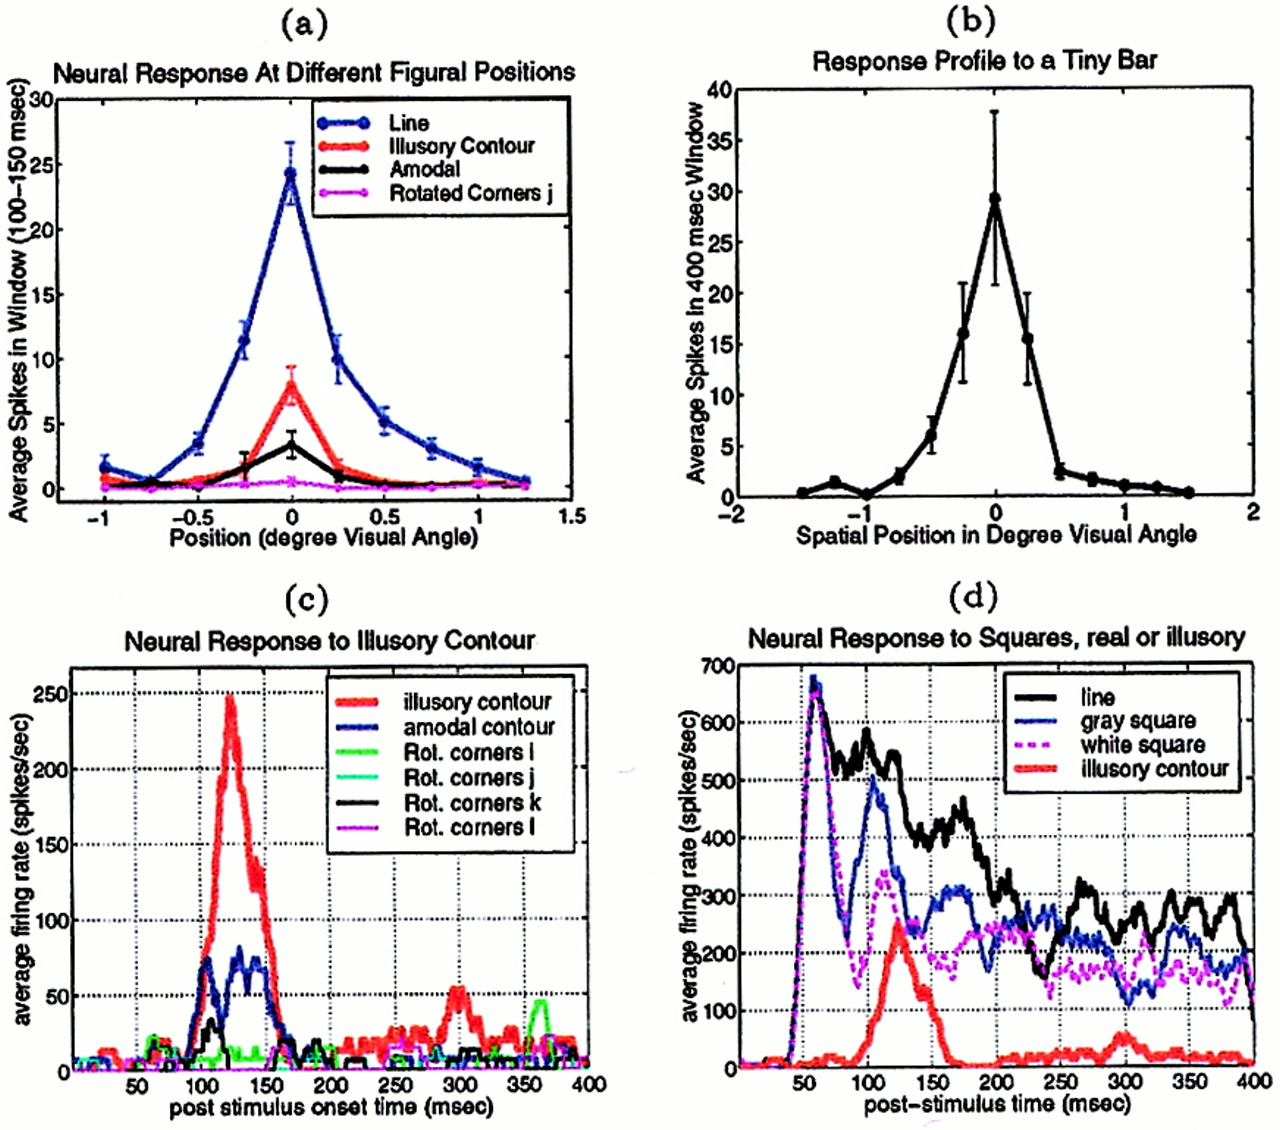 (a)
Neural Response At Different Figural Positions
Average Spikes in Window (100-150 msec)
30
25
20
15
10
5
0
Line
Illusory Contour
Amodal
Rotated Corners j
-1
-0.5
0
0.5
1
1.5
Position (degree Visual Angle)
(b)
Response Profile to a Tiny Bar
Average Spikes in 400 msec Window
40
35
30
25
20
15
10
5
0
-2
-1
0
1
2
Spatial Position in Degree Visual Angle
(c)
Neural Response to Illusory Contour
average firing rate (spikes/sec)
250
200
150
100
50
0
illusory contour
amodal contour
Rot. corners i
Rot. corners j
Rot. corners k
Rot. corners l
50
100
150
200
250
300
350
400
post stimulus onset time (msec)
(d)
Neural Response to Squares, real or illusory
average firing rate (spikes/sec)
700
600
500
400
300
200
100
0
line
gray square
white square
illusory contour
50
100
150
200
250
300
350
400
post-stimulus time (msec)